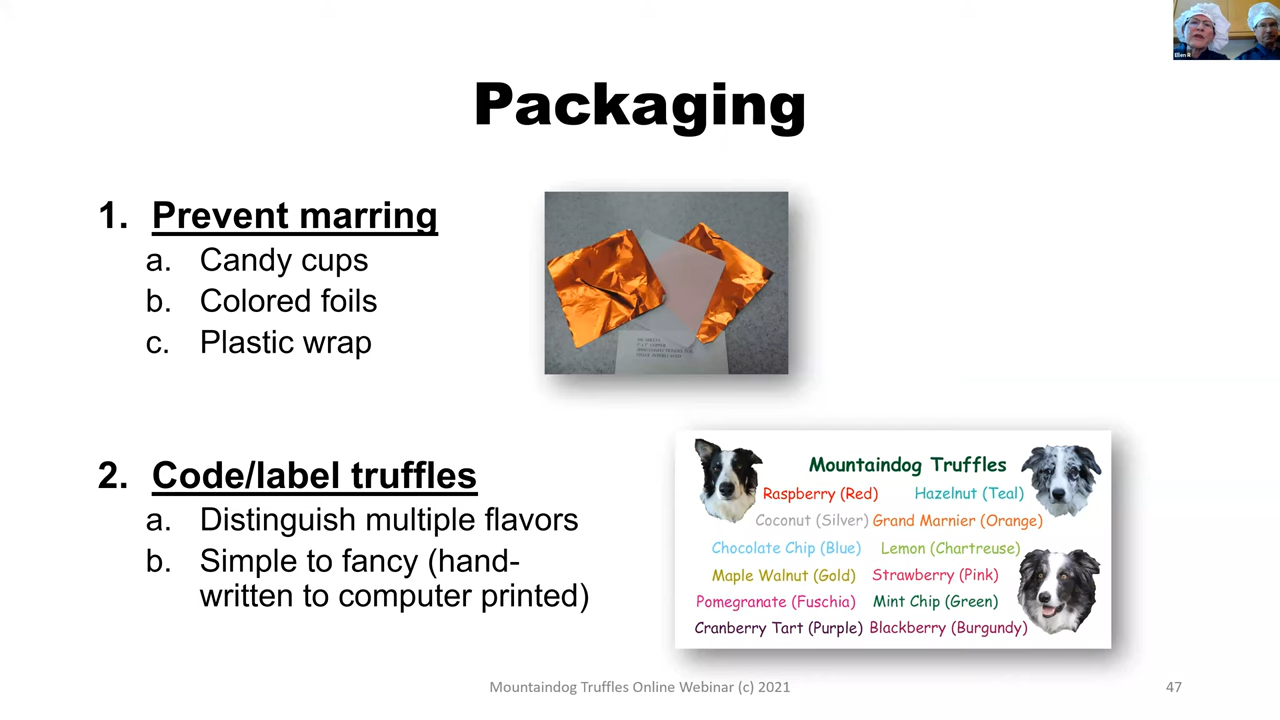 Ellen R
Packaging
1. Prevent marring
a. Candy cups
b. Colored foils
c. Plastic wrap
2. Code/label truffles
a. Distinguish multiple flavors
b. Simple to fancy (hand-
written to computer printed)
Mountaindog Truffles
Raspberry (Red) Hazelnut (Teal)
Coconut (Silver) Grand Marnier (Orange)
Chocolate Chip (Blue) Lemon (Chartreuse)
Maple Walnut (Gold) Strawberry (Pink)
Pomegranate (Fuschia) Mint Chip (Green)
Cranberry Tart (Purple) Blackberry (Burgundy)
Mountaindog Truffles Online Webinar (c) 2021
47